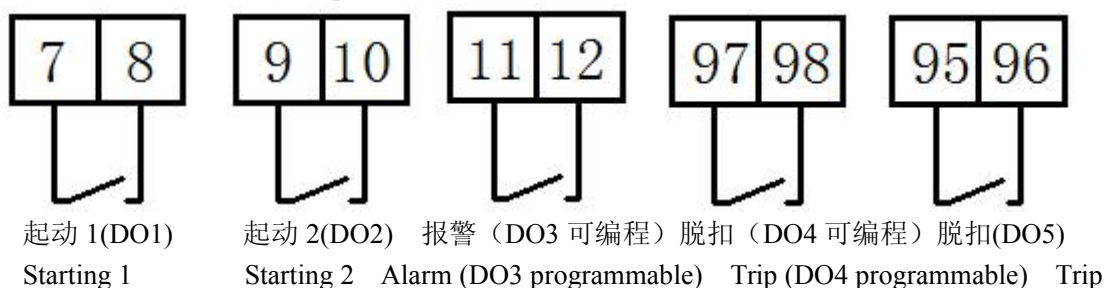 7 8 9 10 11 12 97 98 95 96
起动 1(DO1) 起动 2(DO2) 报警（DO3 可编程）脱扣（DO4 可编程）脱扣(DO5)
Starting 1 Starting 2 Alarm (DO3 programmable) Trip (DO4 programmable) Trip